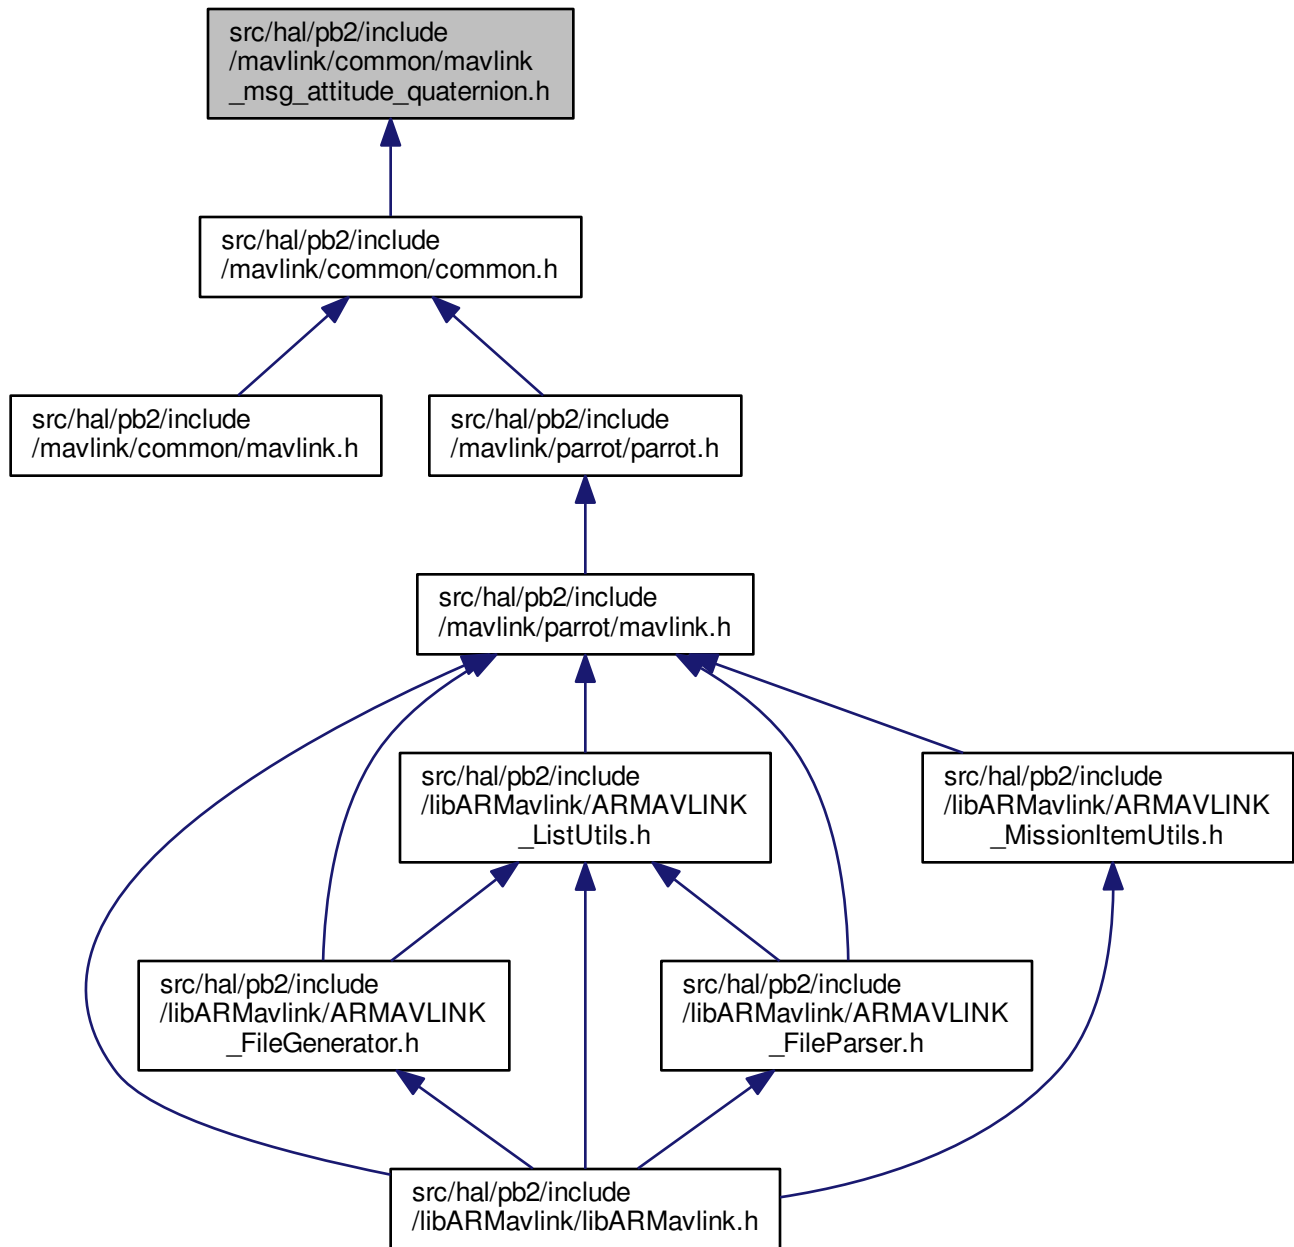 src/hal/pb2/include
/mavlink/common/mavlink
_msg_attitude_quaternion.h
src/hal/pb2/include
/mavlink/common/common.h
src/hal/pb2/include
/mavlink/common/mavlink.h
src/hal/pb2/include
/mavlink/parrot/parrot.h
src/hal/pb2/include
/mavlink/parrot/mavlink.h
src/hal/pb2/include
/libARMavlink/ARMAVLINK
_ListUtils.h
src/hal/pb2/include
/libARMavlink/ARMAVLINK
_MissionItemUtils.h
src/hal/pb2/include
/libARMavlink/ARMAVLINK
_FileGenerator.h
src/hal/pb2/include
/libARMavlink/ARMAVLINK
_FileParser.h
src/hal/pb2/include
/libARMavlink/libARMavlink.h